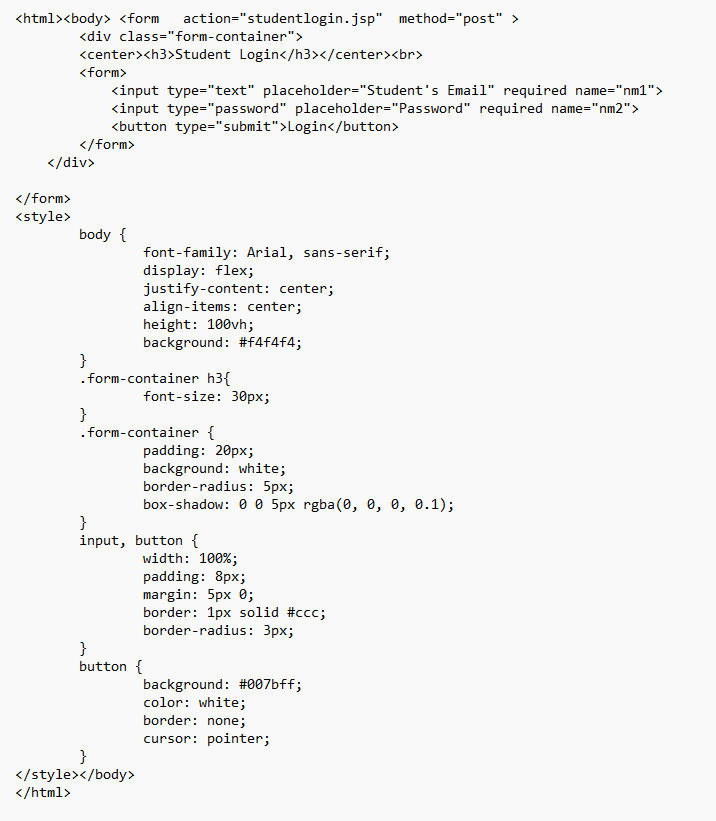 <html><body> <form   action="studentlogin.jsp"  method="post" >
        <div class="form-container">
        <center><h3>Student Login</h3></center><br>
        <form>
            <input type="text" placeholder="Student's Email" required name="nm1">
            <input type="password" placeholder="Password" required name="nm2">
            <button type="submit">Login</button>
        </form>
    </div>

</form>
<style>
        body {
                font-family: Arial, sans-serif;
                display: flex;
                justify-content: center;
                align-items: center;
                height: 100vh;
                background: #f4f4f4;
        }
        .form-container h3{
                font-size: 30px;
        }
        .form-container {
                padding: 20px;
                background: white;
                border-radius: 5px;
                box-shadow: 0 0 5px rgba(0, 0, 0, 0.1);
        }
        input, button {
                width: 100%;
                padding: 8px;
                margin: 5px 0;
                border: 1px solid #ccc;
                border-radius: 3px;
        }
        button {
                background: #007bff;
                color: white;
                border: none;
                cursor: pointer;
        }
</style></body>
</html>